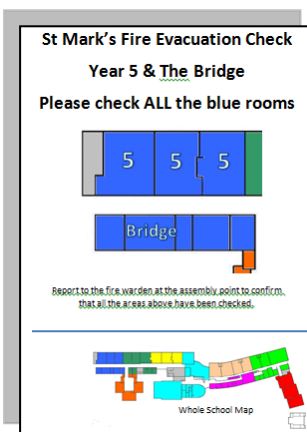 St Mark's Fire Evacuation Check
Year 5 & The Bridge
Please check ALL the blue rooms
5 5 5
Bridge
Report to the fire warden at the assembly point to confirm
that all the areas above have been checked.
Whole School Map